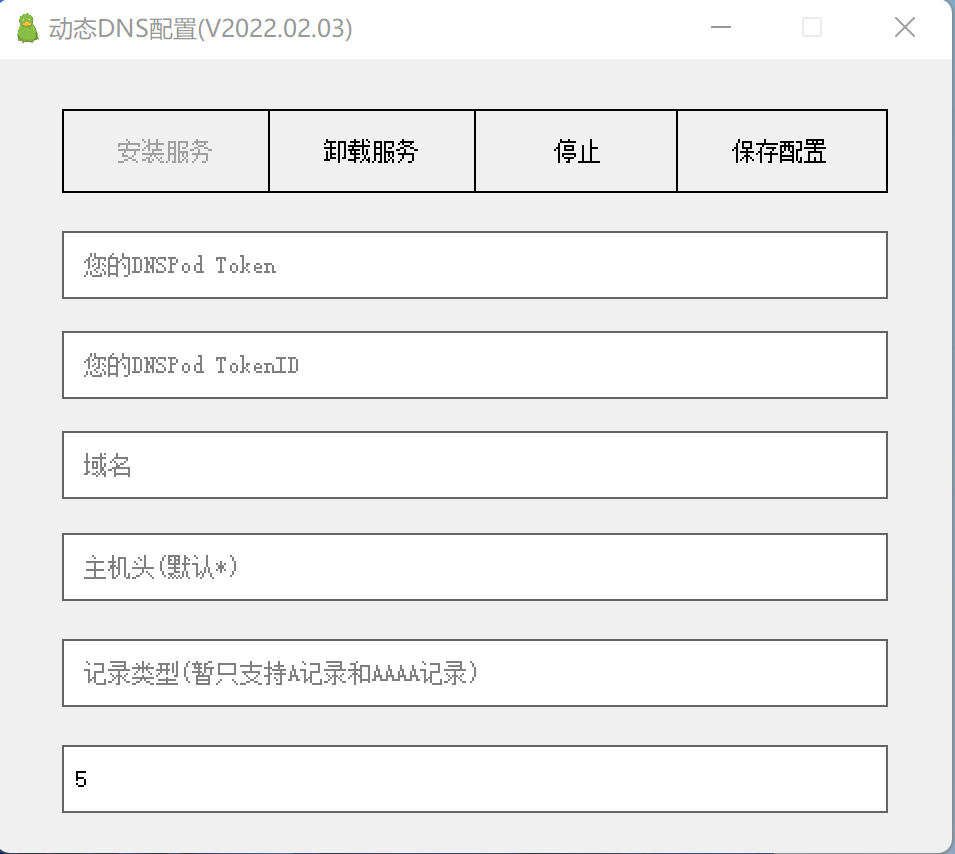 动态DNS配置(V2022.02.03)
安装服务 卸载服务 停止 保存配置
您的DNSPod Token
您的DNSPod TokenID
域名
主机头(默认*)
记录类型(暂只支持A记录和AAAA记录)
5